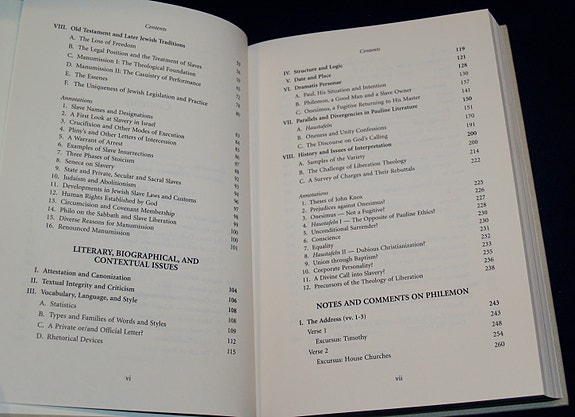 Contents
VIII. Old Testament and Later Jewish Traditions
A. The Loss of Freedom
B. The Legal Position and the Treatment of Slaves
C. Manumission I: The Theological Foundation
D. Manumission II: The Casuistry of Performance
E. The Essenes
F. The Uniqueness of Jewish Legislation and Practice
Annotations
1. Slave Names and Designations
2. A First Look at Slavery in Israel
3. Crucifixion and Other Modes of Execution
4. Pliny's and Other Letters of Intercession
5. A Warrant of Arrest
6. Examples of Slave Insurrections
7. Three Phases of Stoicism
8. Seneca on Slavery
9. State and Private, Secular and Sacral Slaves
10. Judaism and Abolitionism
11. Developments in Jewish Slave Laws and Customs
12. Human Rights Established by God
13. Circumcision and Covenant Membership
14. Philo on the Sabbath and Slave Liberation
15. Diverse Reasons for Manumission 100
16. Renounced Manumission 101
LITERARY, BIOGRAPHICAL, AND
CONTEXTUAL ISSUES
I. Attestation and Canonization 104
II. Textual Integrity and Criticism 106
III. Vocabulary, Language, and Style 108
A. Statistics 108
B. Types and Families of Words and Styles 109
C. A Private or/and Official Letter? 112
D. Rhetorical Devices 115
vi
Contents
IV. Structure and Logic 119
V. Date and Place 121
VI. Dramatis Personae 128
A. Paul, His Situation and Intention 130
B. Philemon, a Good Man and a Slave Owner 137
C. Onesimus, a Fugitive Returning to His Master 141
VII. Parallels and Divergencies in Pauline Literature 150
A. Haustafeln 150
B. Oneness and Unity Confessions 170
C. The Discourse on God's Calling 191
VIII. History and Issues of Interpretation 200
A. Samples of the Variety 200
B. The Challenge of Liberation Theology 214
C. A Survey of Charges and Their Rebuttals 222
Annotations
1. Theses of John Knox 225
2. Prejudices against Onesimus? 226
3. Onesimus — Not a Fugitive? 227
4. Haustafeln I — The Opposite of Pauline Ethics? 228
5. Unconditional Surrender? 230
6. Conscience 230
7. Equality 231
8. Haustafeln II — Dubious Christianization? 232
9. Union through Baptism? 233
10. Corporate Personality? 235
11. A Divine Call into Slavery? 236
12. Precursors of the Theology of Liberation 238
NOTES AND COMMENTS ON PHILEMON
I. The Address (vv. 1-3) 243
Verse 1 243
Excursus: Timothy 248
Verse 2 254
Excursus: House Churches 260
vii